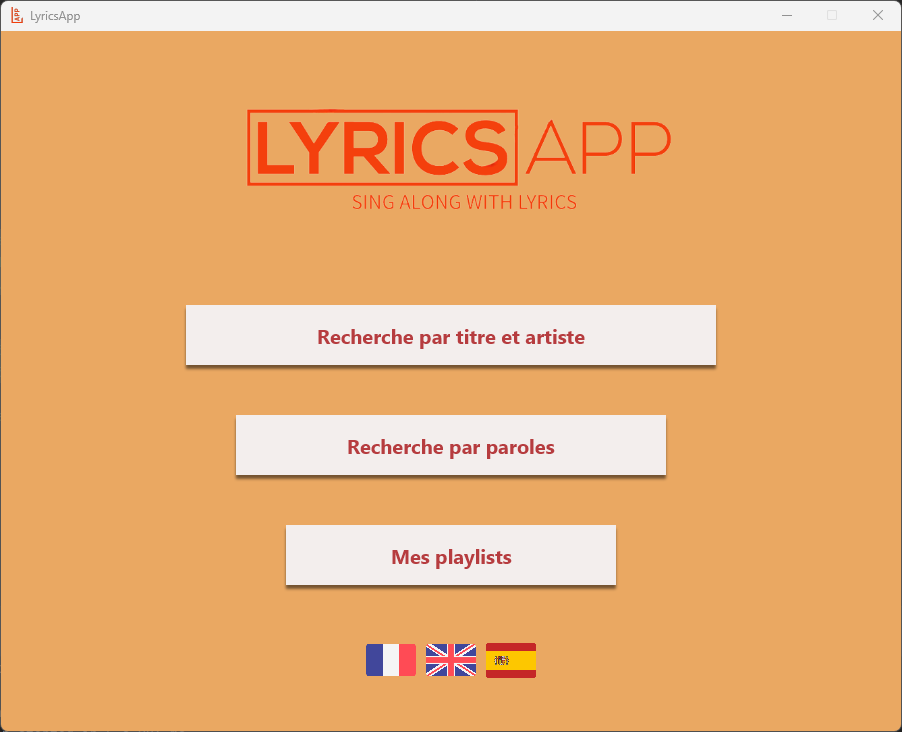 LyricsApp
LYRICS APP
SING ALONG WITH LYRICS
Recherche par titre et artiste
Recherche par paroles
Mes playlists